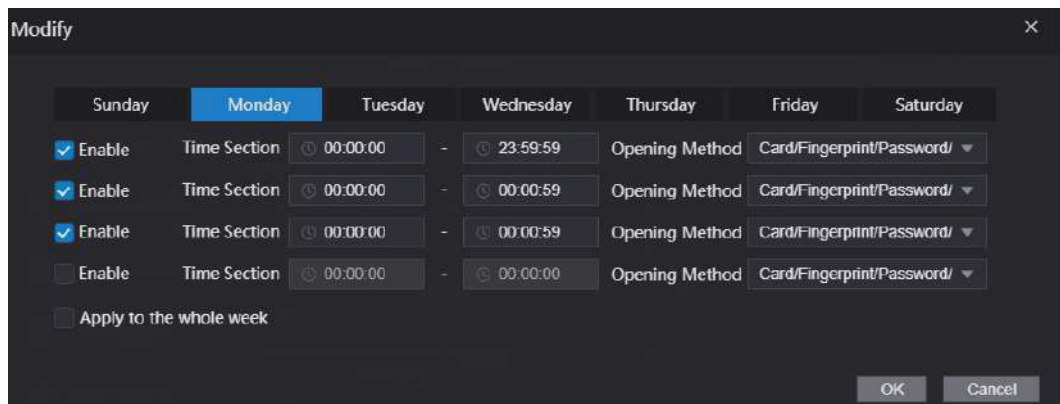 Modify
Sunday Monday Tuesday Wednesday Thursday Friday Saturday
Enable Time Section 00:00:00 - 23:59:59 Opening Method Card/Fingerprint/Password/
Enable Time Section 00:00:00 - 00:00:59 Opening Method Card/Fingerprint/Password/
Enable Time Section 00:00:00 - 00:00:59 Opening Method Card/Fingerprint/Password/
Enable Time Section 00:00:00 - 00:00:00 Opening Method Card/Fingerprint/Password/
Apply to the whole week
OK Cancel